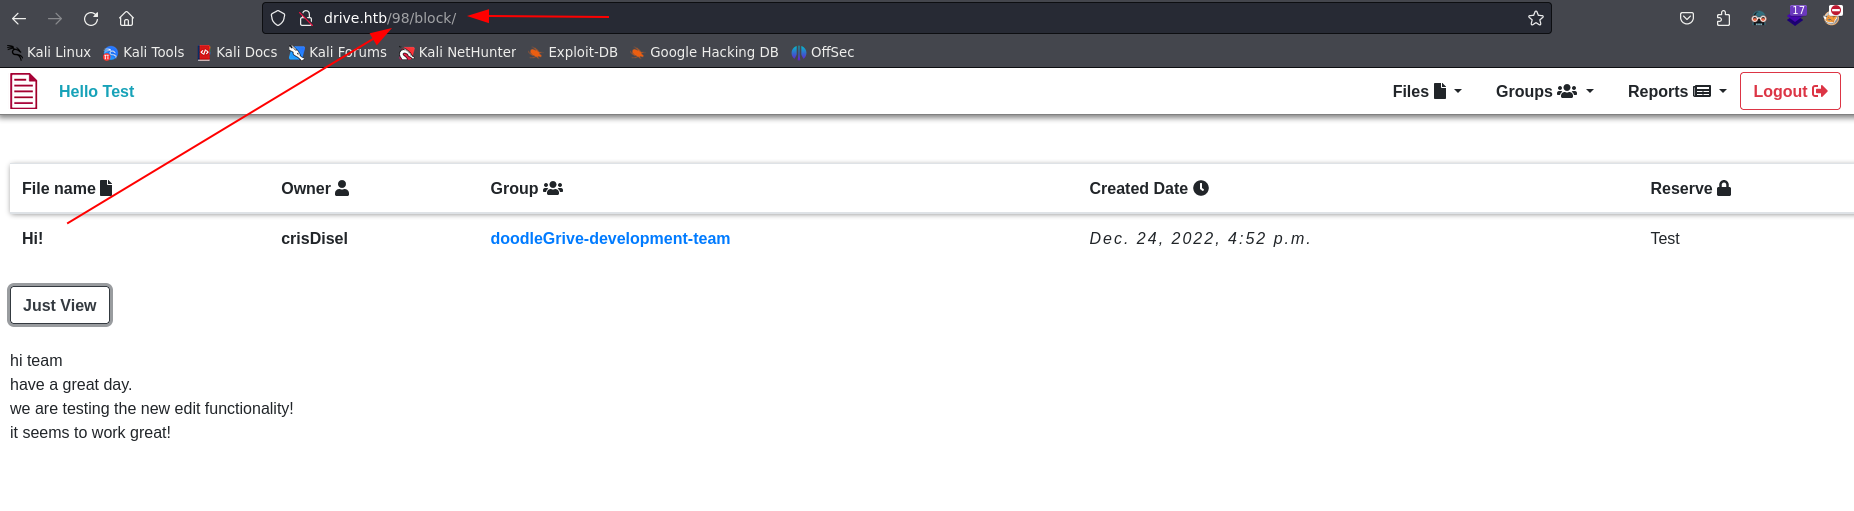 drive.htb/98/block/
17
Kali Linux Kali Tools Kali Docs Kali Forums Kali NetHunter Exploit-DB Google Hacking DB OffSec
Hello Test Files Groups Reports Logout
File name Owner Group Created Date Reserve
Hi! crisDisel doodleGrive-development-team Dec. 24, 2022, 4:52 p.m. Test
Just View
hi team
have a great day.
we are testing the new edit functionality!
it seems to work great!